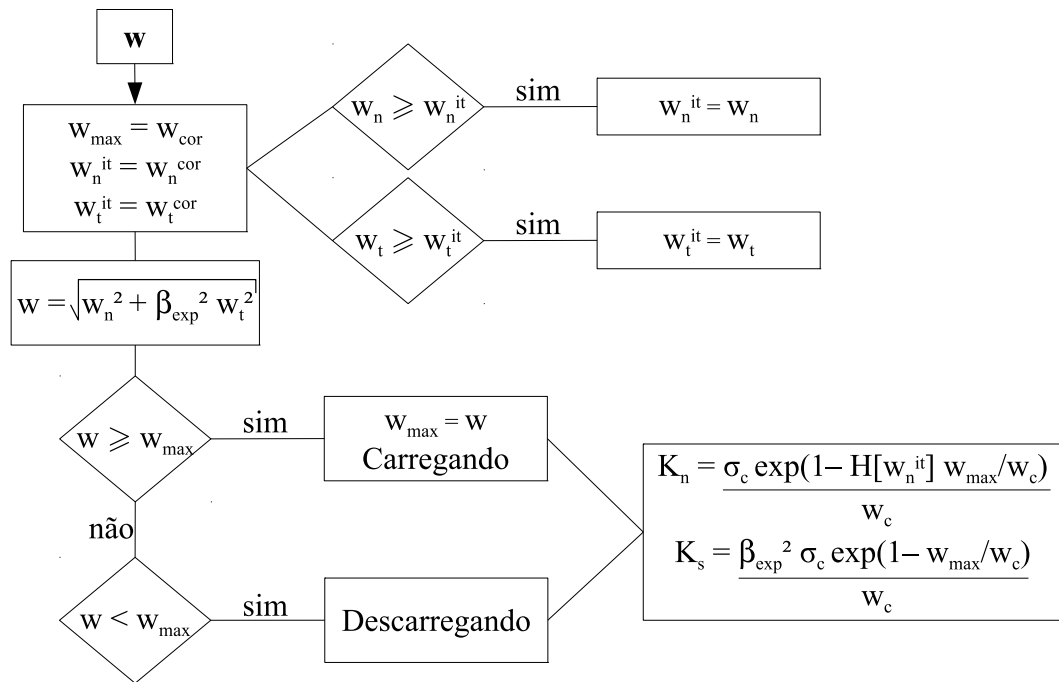 w
w_max = w_cor
w_n^it = w_n^cor
w_t^it = w_t^cor
w_n ⩾ w_n^it
sim
w_n^it = w_n
w_t ⩾ w_t^it
sim
w_t^it = w_t
w = √(w_n² + β_exp² w_t²)
w ⩾ w_max
sim
w_max = w
Carregando
não
w < w_max
sim
Descarregando
K_n = σ_c exp(1– H[w_n^it] w_max/w_c)
w_c
K_s = β_exp² σ_c exp(1– w_max/w_c)
w_c